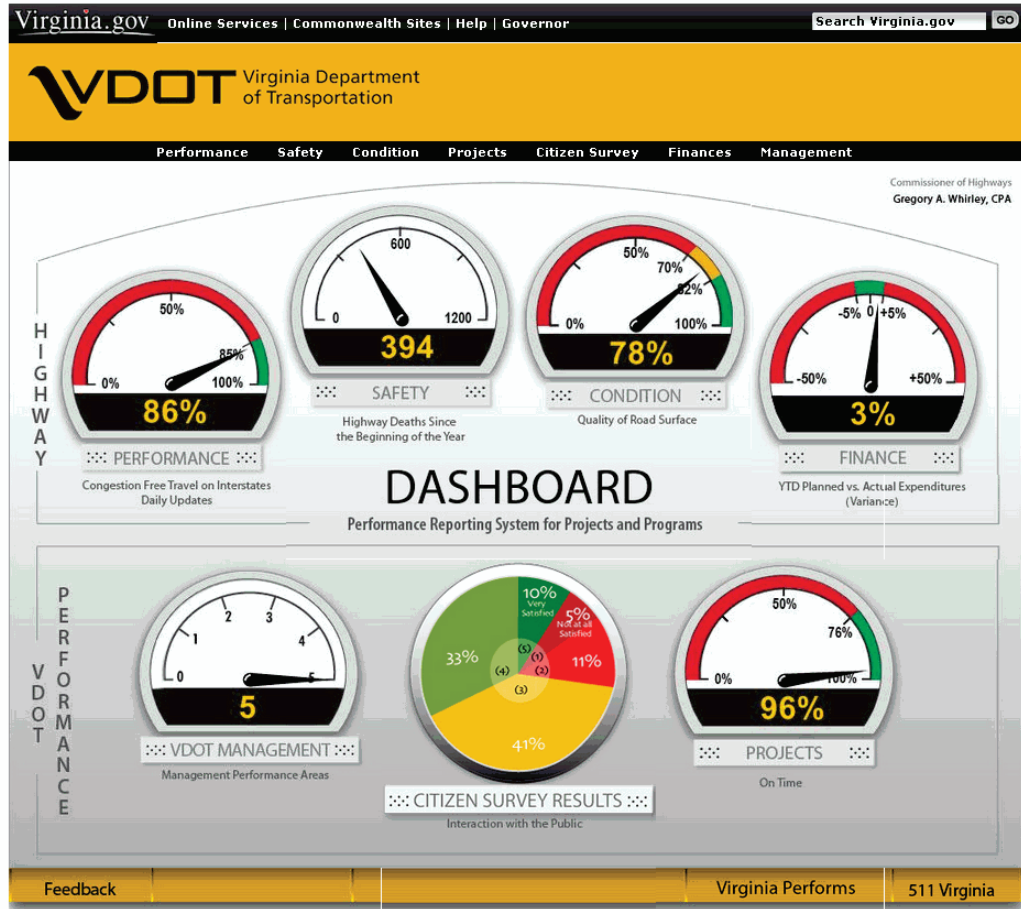 Virginia.gov
Online Services | Commonwealth Sites | Help | Governor
Search Virginia.gov
GO
VDOT
Virginia Department
of Transportation
Performance Safety Condition Projects Citizen Survey Finances Management
Commissioner of Highways
Gregory A. Whirley, CPA
HIGHWAY
0%
50%
85%
100%
86%
PERFORMANCE
Congestion Free Travel on Interstates
Daily Updates
0
600
1200
394
SAFETY
Highway Deaths Since
the Beginning of the Year
0%
50%
70%
82%
100%
78%
CONDITION
Quality of Road Surface
-50%
-5%
0
+5%
+50%
3%
FINANCE
YTD Planned vs. Actual Expenditures
(Variance)
DASHBOARD
Performance Reporting System for Projects and Programs
VDOT
PERFORMANCE
0
1
2
3
4
5
5
VDOT MANAGEMENT
Management Performance Areas
10%
Very
Satisfied
5%
Not at all
Satisfied
11%
41%
33%
(5)
(1)
(2)
(3)
(4)
CITIZEN SURVEY RESULTS
Interaction with the Public
0%
50%
76%
100%
96%
PROJECTS
On Time
Feedback
Virginia Performs
511 Virginia